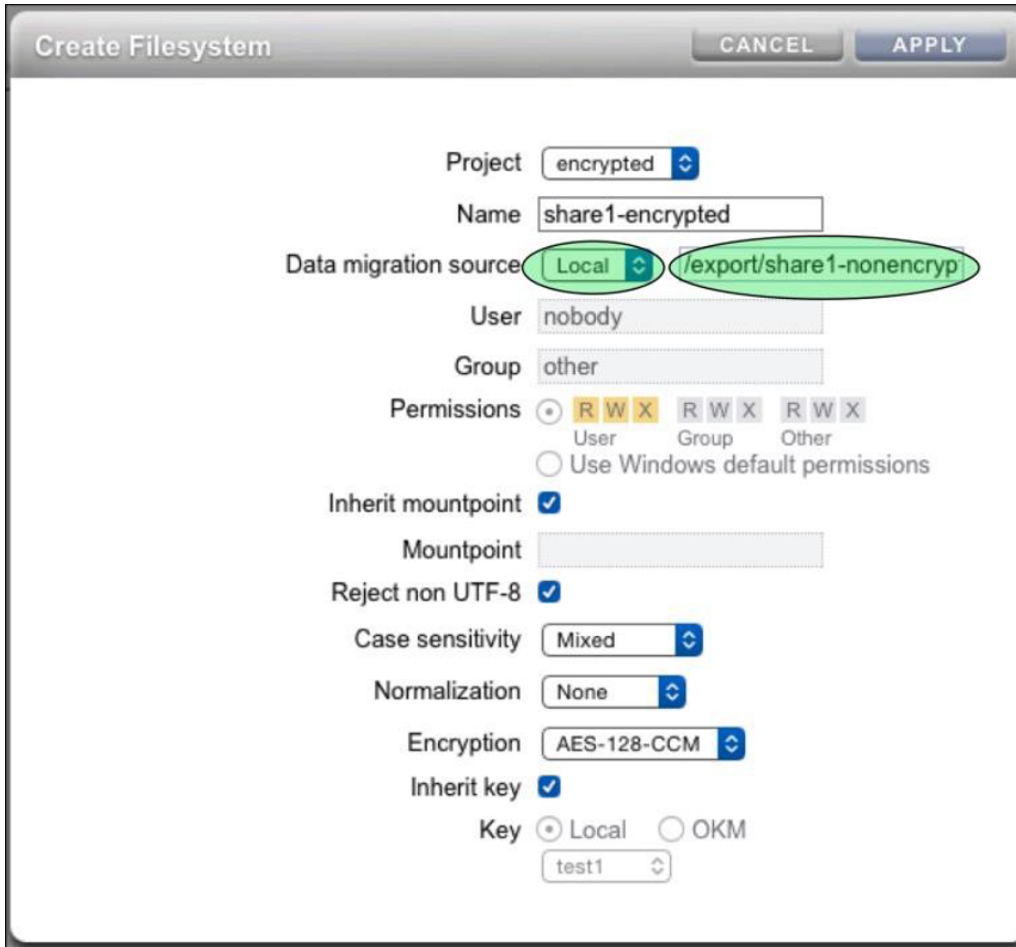 Create Filesystem CANCEL APPLY
Project encrypted
Name share1-encrypted
Data migration source Local /export/share1-nonencryp
User nobody
Group other
Permissions R W X R W X R W X
User Group Other
Use Windows default permissions
Inherit mountpoint
Mountpoint
Reject non UTF-8
Case sensitivity Mixed
Normalization None
Encryption AES-128-CCM
Inherit key
Key Local OKM
test1